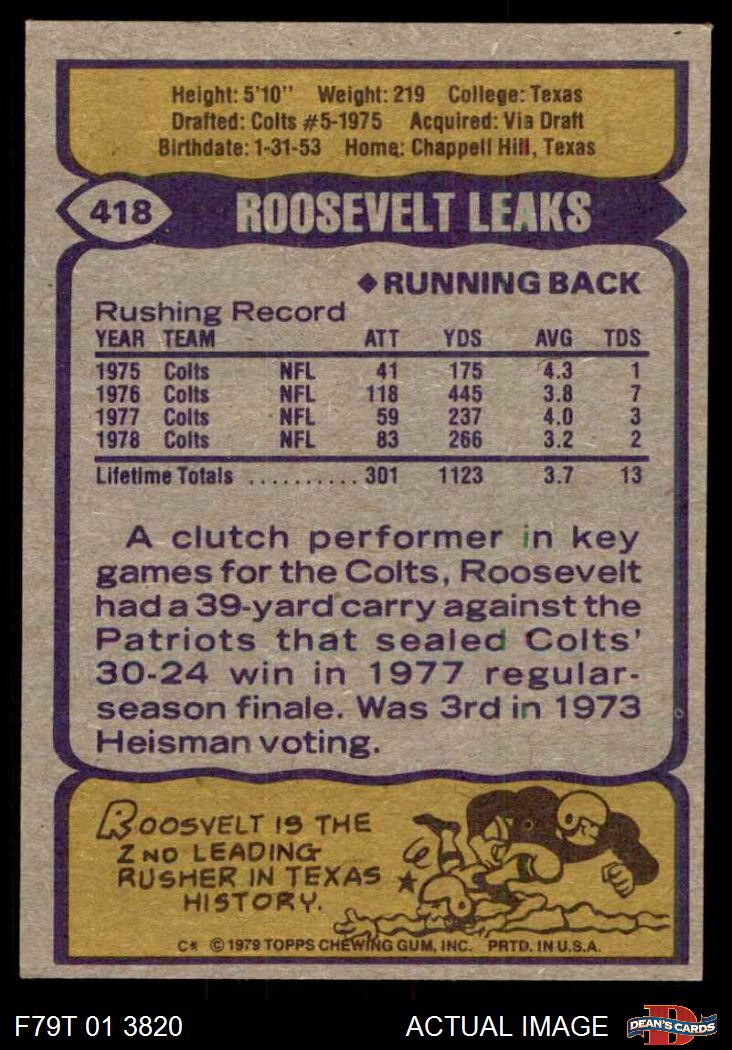 Height: 5'10" Weight: 219 College: Texas
Drafted: Colts #5-1975 Acquired: Via Draft
Birthdate: 1-31-53 Home: Chappell Hill, Texas
418 ROOSEVELT LEAKS
◆RUNNING BACK
Rushing Record
YEAR TEAM ATT YDS AVG TDS
1975 Colts NFL 41 175 4.3 1
1976 Colts NFL 118 445 3.8 7
1977 Colts NFL 59 237 4.0 3
1978 Colts NFL 83 266 3.2 2
Lifetime Totals .......... 301 1123 3.7 13
A clutch performer in key
games for the Colts, Roosevelt
had a 39-yard carry against the
Patriots that sealed Colts'
30-24 win in 1977 regular-
season finale. Was 3rd in 1973
Heisman voting.
ROOSVELT IS THE
2ND LEADING
RUSHER IN TEXAS
HISTORY.
C* © 1979 TOPPS CHEWING GUM, INC. PRTD. IN U.S.A.
F79T 01 3820 ACTUAL IMAGE D DEAN'S CARDS